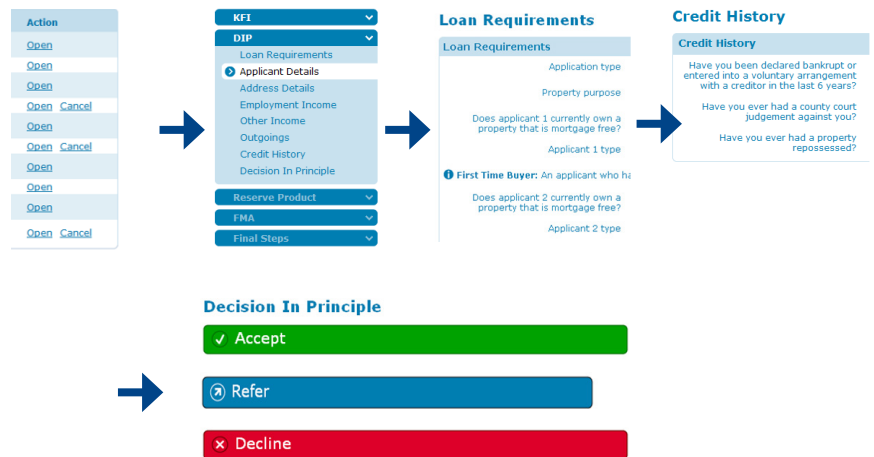 Action
Open
Open
Open
Open Cancel
Open
Open Cancel
Open
Open
Open
Open Cancel
KFI
DIP
Loan Requirements
Applicant Details
Address Details
Employment Income
Other Income
Outgoings
Credit History
Decision In Principle
Reserve Product
FMA
Final Steps
Loan Requirements
Loan Requirements
Application type
Property purpose
Does applicant 1 currently own a
property that is mortgage free?
Applicant 1 type
First Time Buyer: An applicant who ha
Does applicant 2 currently own a
property that is mortgage free?
Applicant 2 type
Credit History
Credit History
Have you been declared bankrupt or
entered into a voluntary arrangement
with a creditor in the last 6 years?
Have you ever had a county court
judgement against you?
Have you ever had a property
repossessed?
Decision In Principle
Accept
Refer
Decline